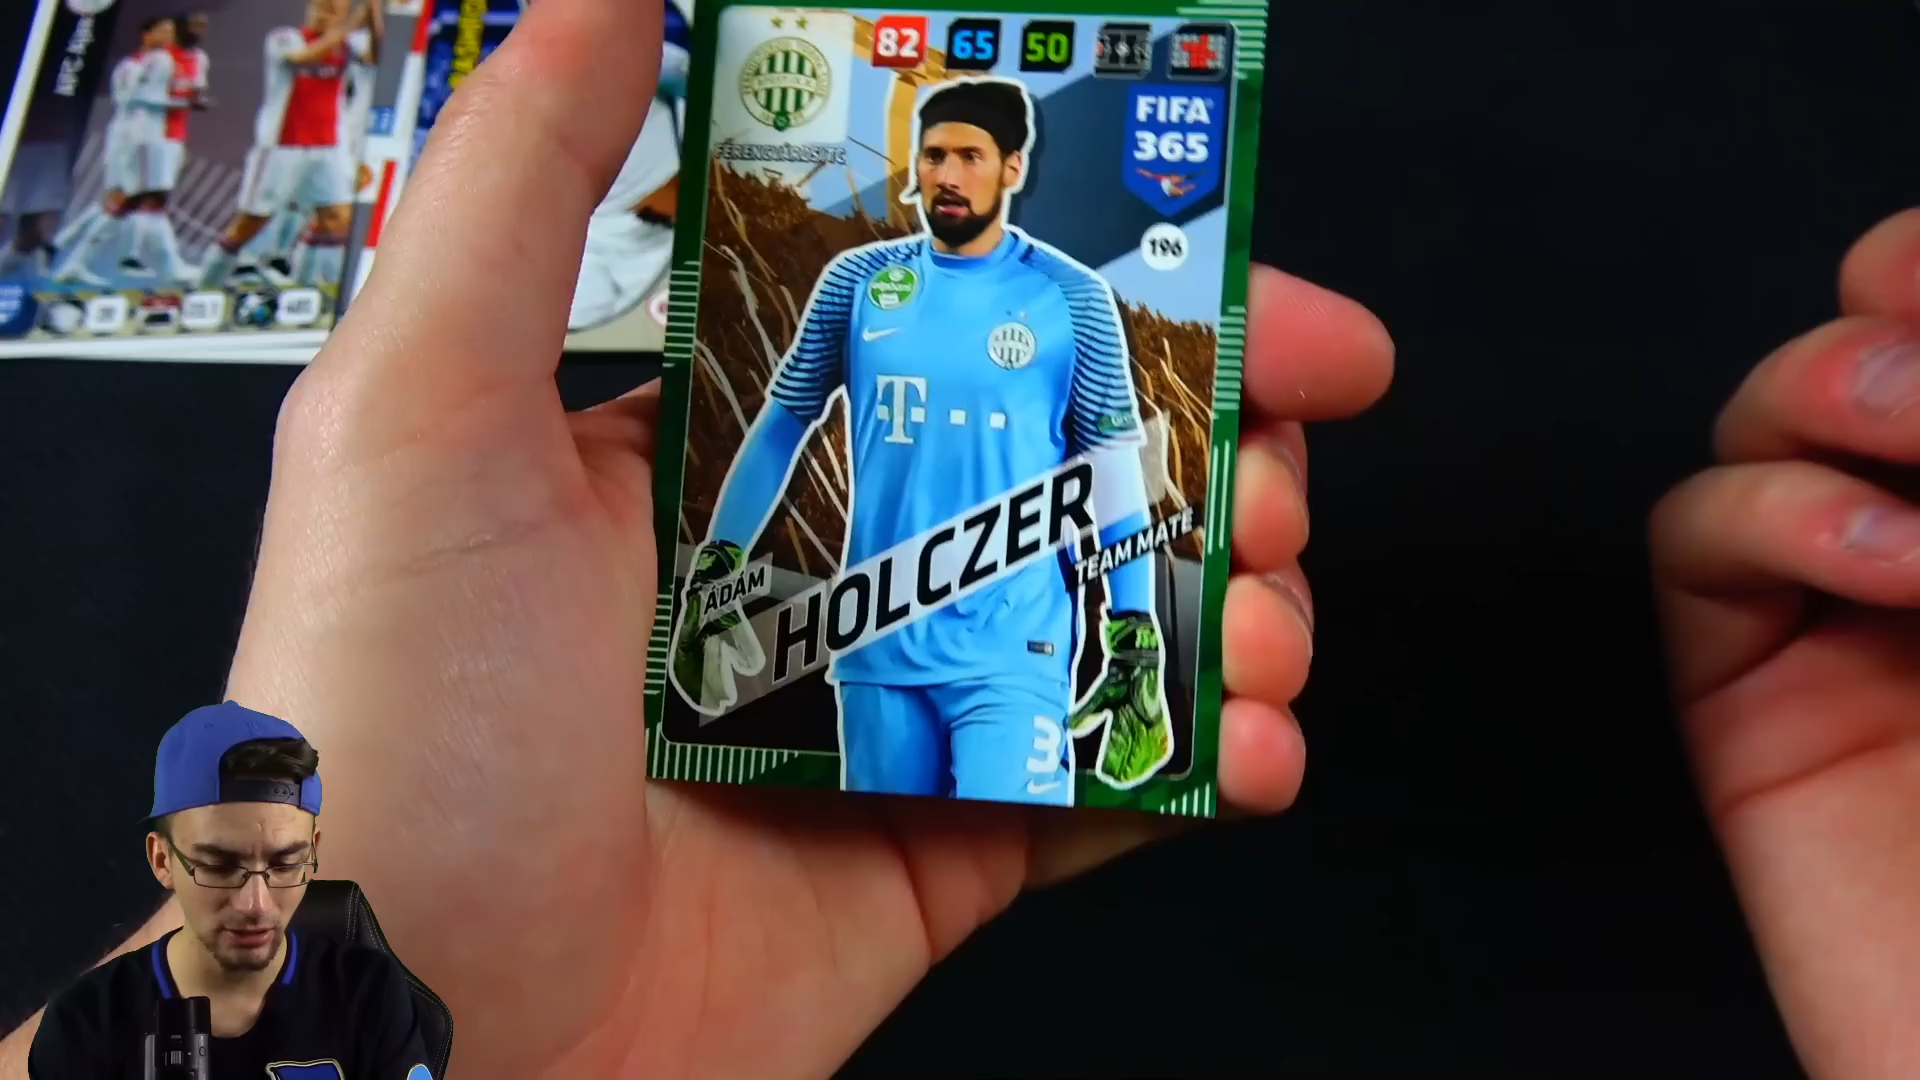 82 65 50
FERENCVÁROSI TC
FIFA
365
196
T
ÁDÁM
HOLCZER
TEAM MATE
3